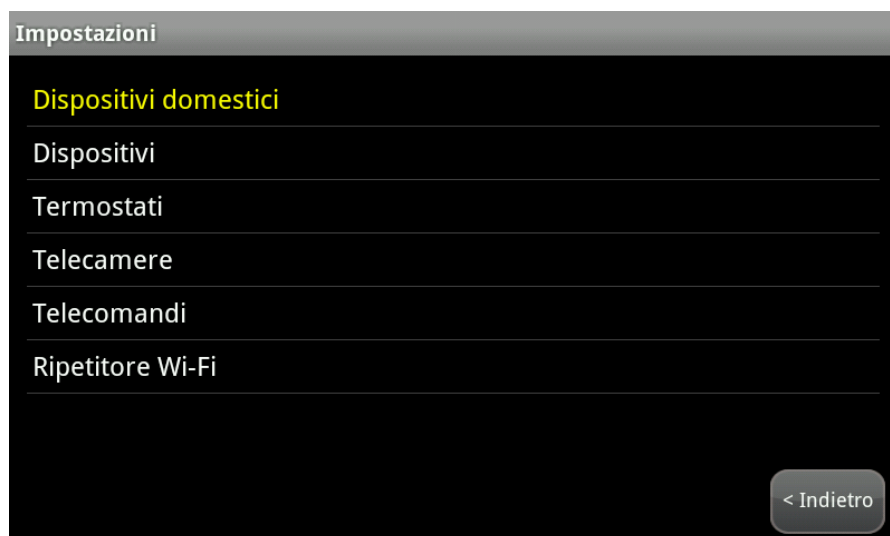 Impostazioni
Dispositivi domestici
Dispositivi
Termostati
Telecamere
Telecomandi
Ripetitore Wi-Fi
< Indietro